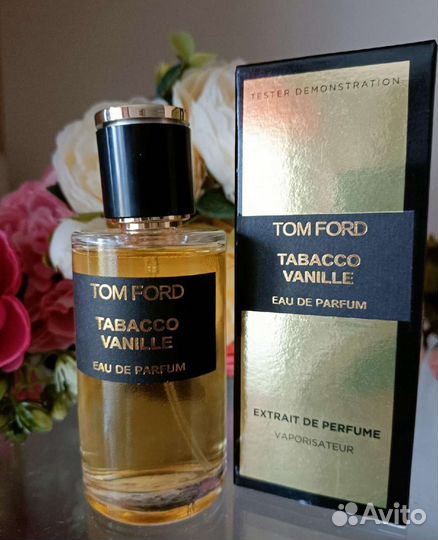 TOM FORD
TABACCO
VANILLE
EAU DE PARFUM
TESTER DEMONSTRATION
TOM FORD
TABACCO
VANILLE
EAU DE PARFUM
EXTRAIT DE PERFUME
VAPORISATEUR
Avito